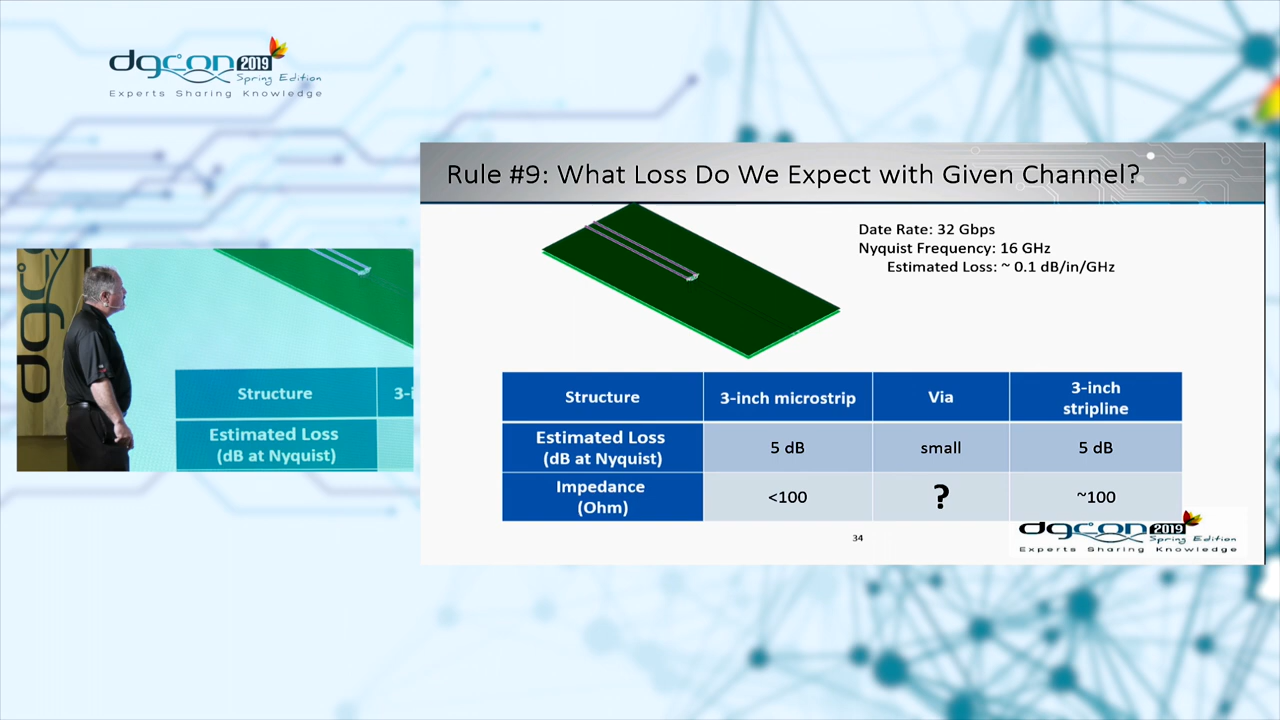 dgcon 2019
Spring Edition
Experts Sharing Knowledge
Rule #9: What Loss Do We Expect with Given Channel?
Date Rate: 32 Gbps
Nyquist Frequency: 16 GHz
Estimated Loss: ~ 0.1 dB/in/GHz
dgc
Structure 3-i
Estimated Loss
(dB at Nyquist)
Structure 3-inch microstrip Via 3-inch stripline
Estimated Loss (dB at Nyquist) 5 dB small 5 dB
Impedance (Ohm) <100 ? ~100
34
dgcon 2019
Spring Edition
Experts Sharing Knowledge